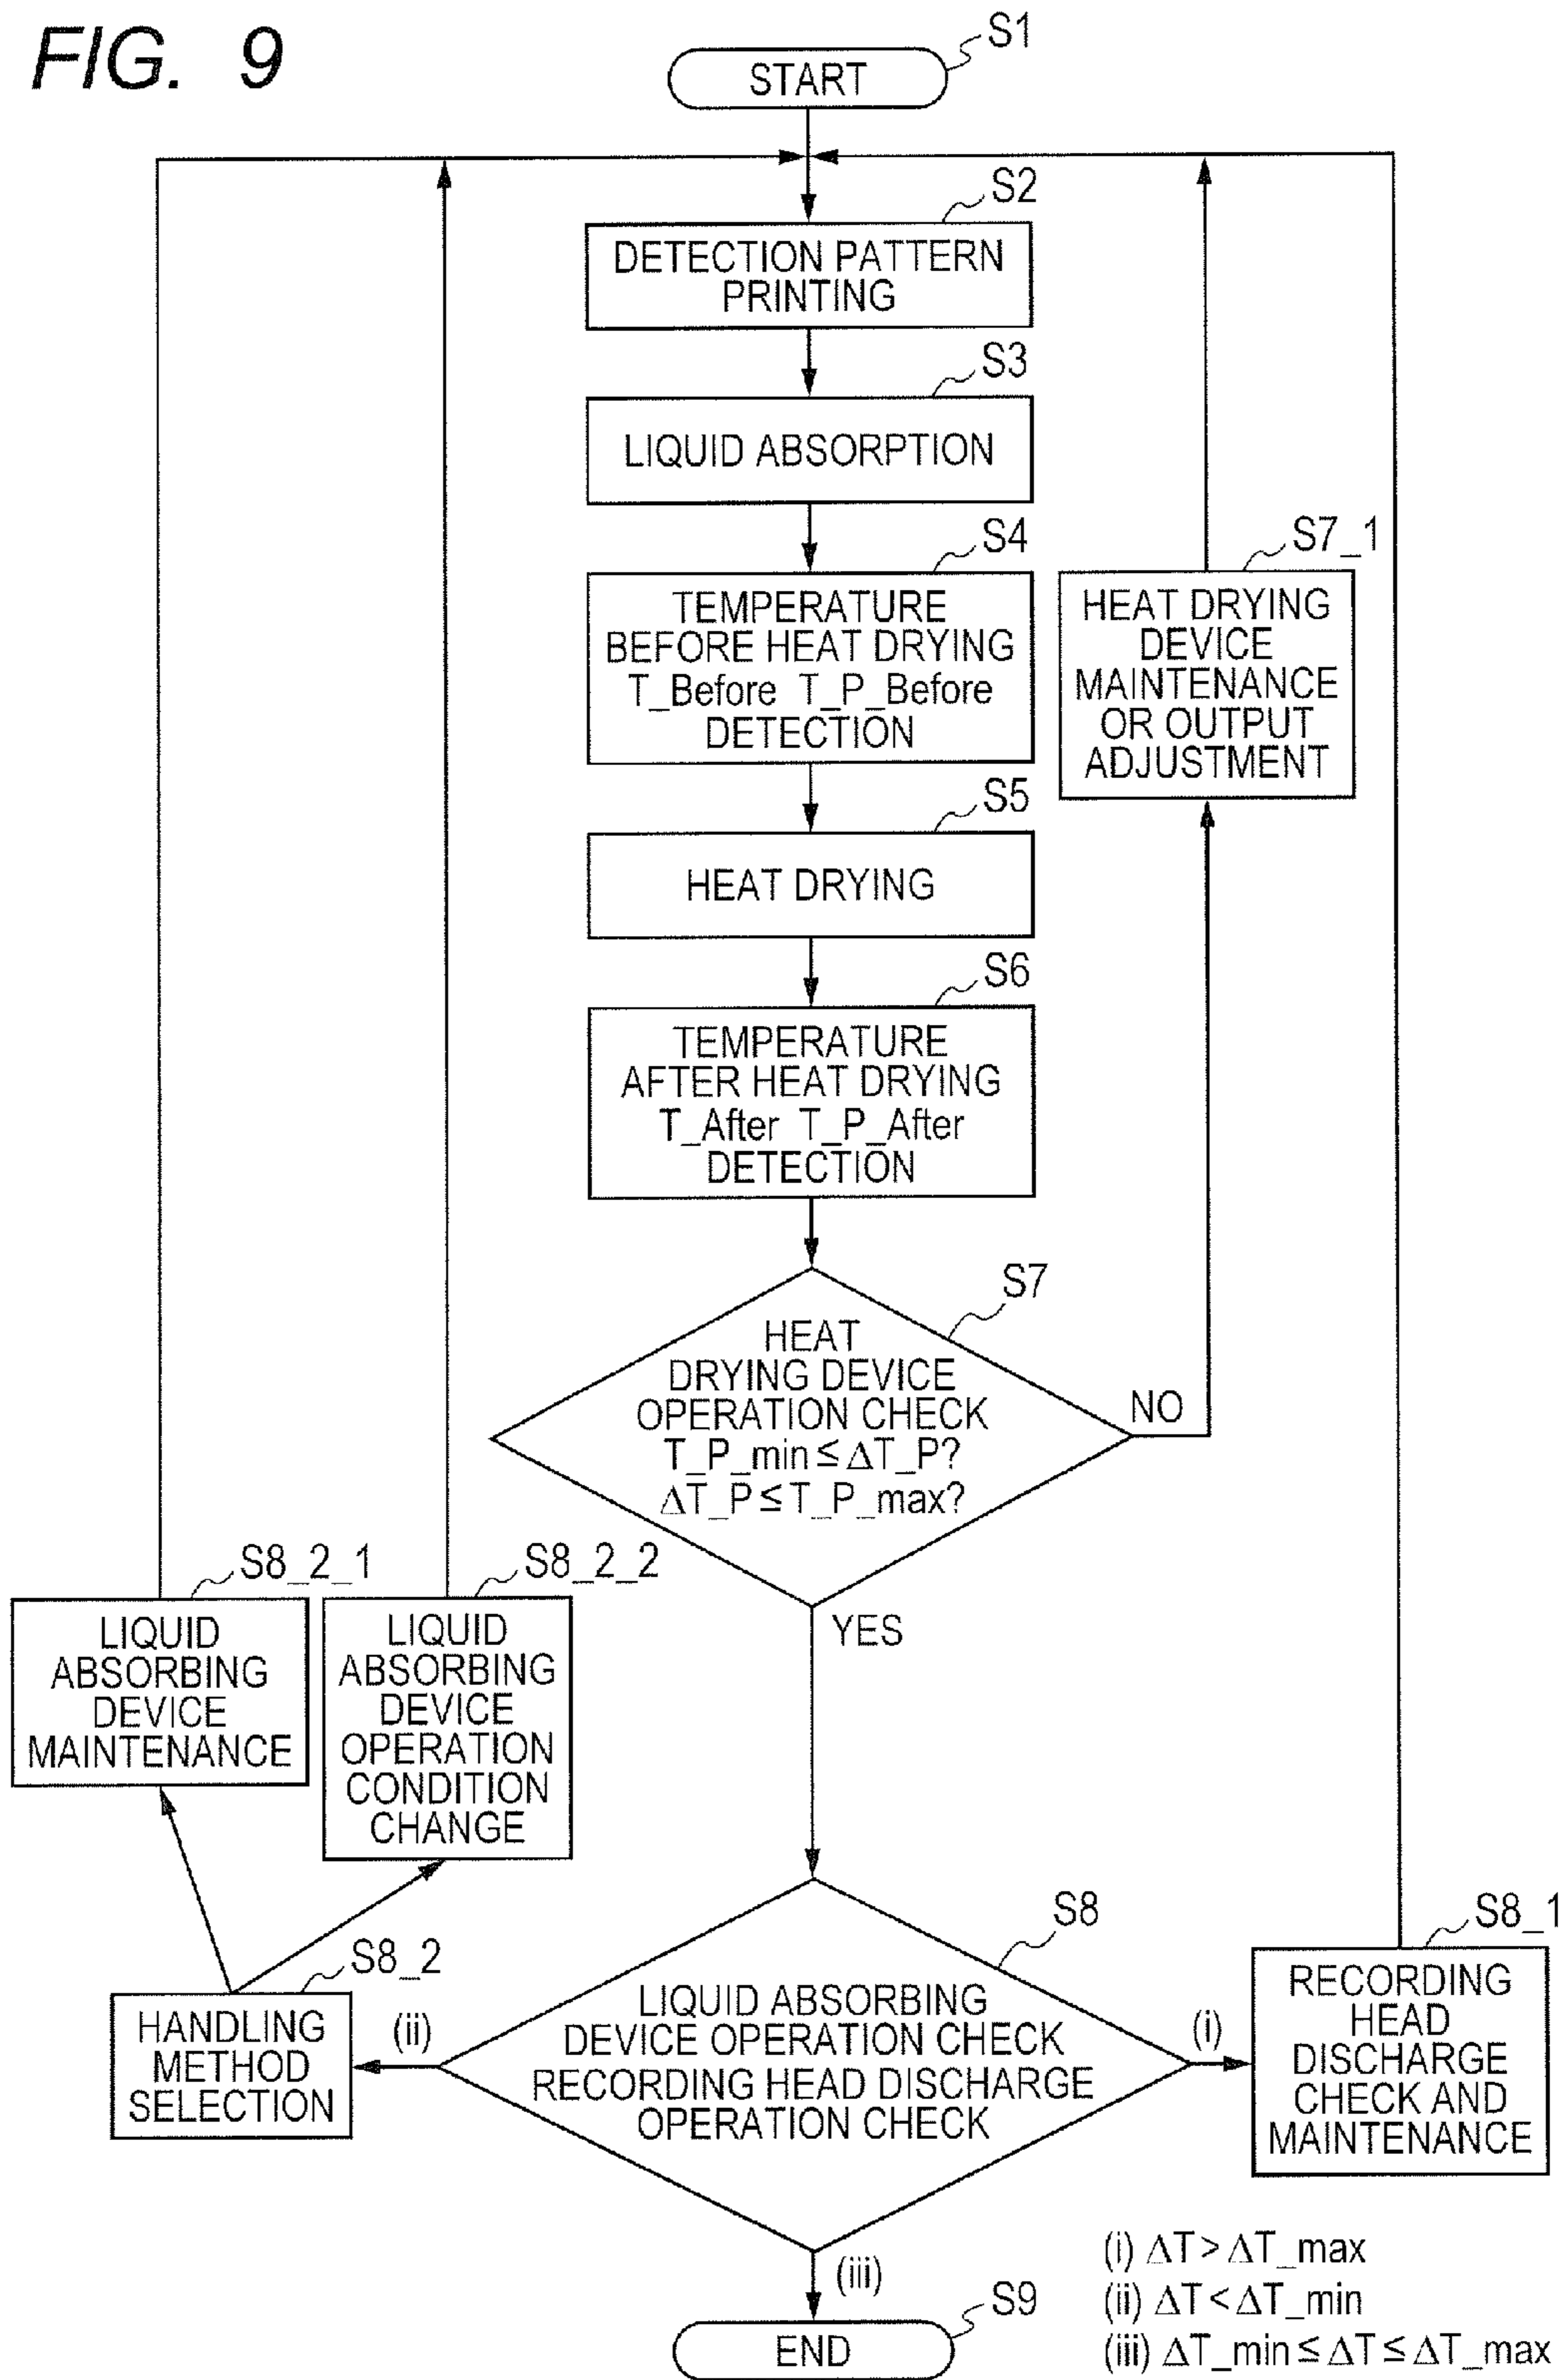 FIG. 9
S1
START
S2
DETECTION PATTERN
PRINTING
S3
LIQUID ABSORPTION
S4
TEMPERATURE
BEFORE HEAT DRYING
T_Before T_P_Before
DETECTION
S7_1
HEAT DRYING
DEVICE
MAINTENANCE
OR OUTPUT
ADJUSTMENT
S5
HEAT DRYING
S6
TEMPERATURE
AFTER HEAT DRYING
T_After T_P_After
DETECTION
S7
HEAT
DRYING DEVICE
OPERATION CHECK
T_P_min ≤ ΔT_P?
ΔT_P ≤ T_P_max?
NO
YES
S8_2_1
LIQUID
ABSORBING
DEVICE
MAINTENANCE
S8_2_2
LIQUID
ABSORBING
DEVICE
OPERATION
CONDITION
CHANGE
S8_2
HANDLING
METHOD
SELECTION
(ii)
S8
LIQUID ABSORBING
DEVICE OPERATION CHECK
RECORDING HEAD DISCHARGE
OPERATION CHECK
(i)
S8_1
RECORDING
HEAD
DISCHARGE
CHECK AND
MAINTENANCE
(iii)
S9
END
(i) ΔT > ΔT_max
(ii) ΔT < ΔT_min
(iii) ΔT_min ≤ ΔT ≤ ΔT_max